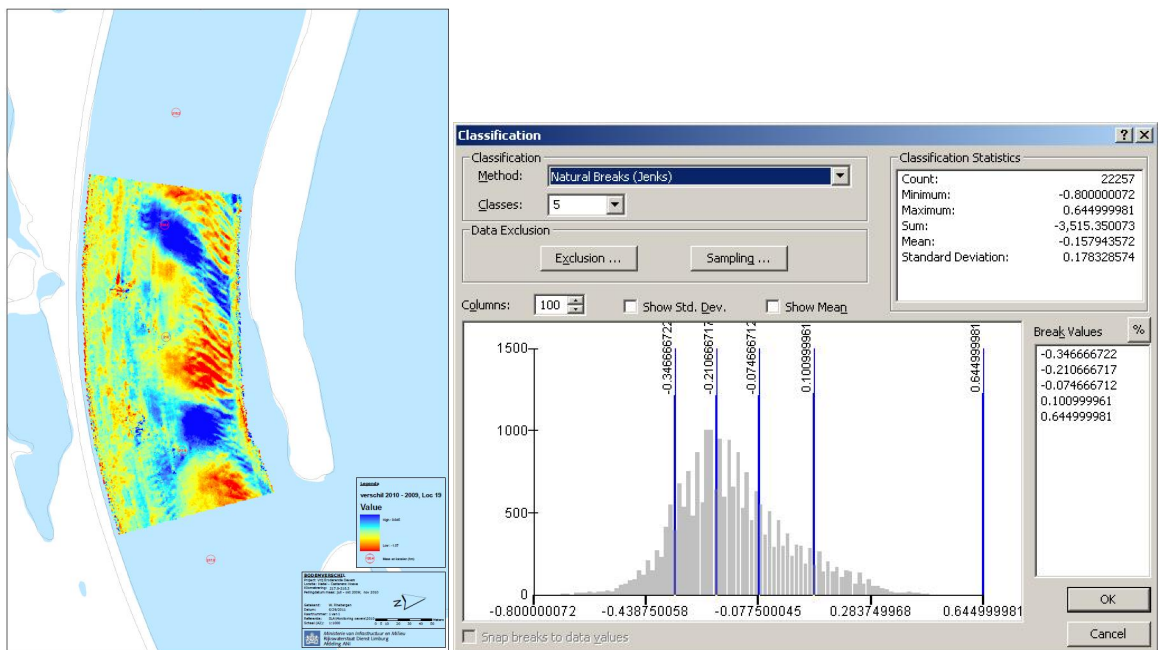 Legenda
verschil 2010 - 2009, Loc 19
Value
BODEMVERSCHIL
Ministerie van Infrastructuur en Milieu
Rijkswaterstaat Dienst Limburg
Classification
Classification
Method:
Natural Breaks (Jenks)
Classes:
5
Data Exclusion
Exclusion ...
Sampling ...
Classification Statistics
Count: 22257
Minimum: -0.800000072
Maximum: 0.644999981
Sum: -3,515.350073
Mean: -0.157943572
Standard Deviation: 0.178328574
Columns:
100
Show Std. Dev.
Show Mean
%
Break Values
-0.346666722
-0.210666717
-0.074666712
0.100999961
0.644999981
-0.346666722
-0.210666717
-0.074666712
0.100999961
0.644999981
1500
1000
500
0
-0.800000072
-0.438750058
-0.077500045
0.283749968
0.6449999981
Snap breaks to data values
OK
Cancel